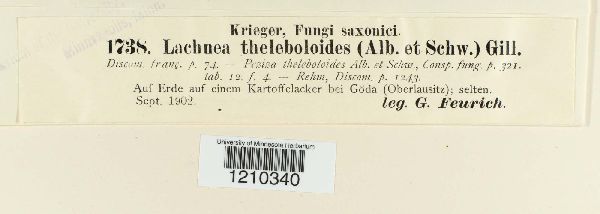 Krieger, Fungi saxonici.
1738. Lachnea theleboloides (Alb. et Schw.) Gill.
Discom. franç. p. 74. — Peziza theleboloides Alb. et Schw., Consp. fung. p. 321.
tab. 12. f. 4. — Rehm, Discom. p. 1243.
Auf Erde auf einem Kartoffelacker bei Göda (Oberlausitz); selten.
Sept. 1902. leg. G. Feurich.
University of Minnesota Herbarium
1210340